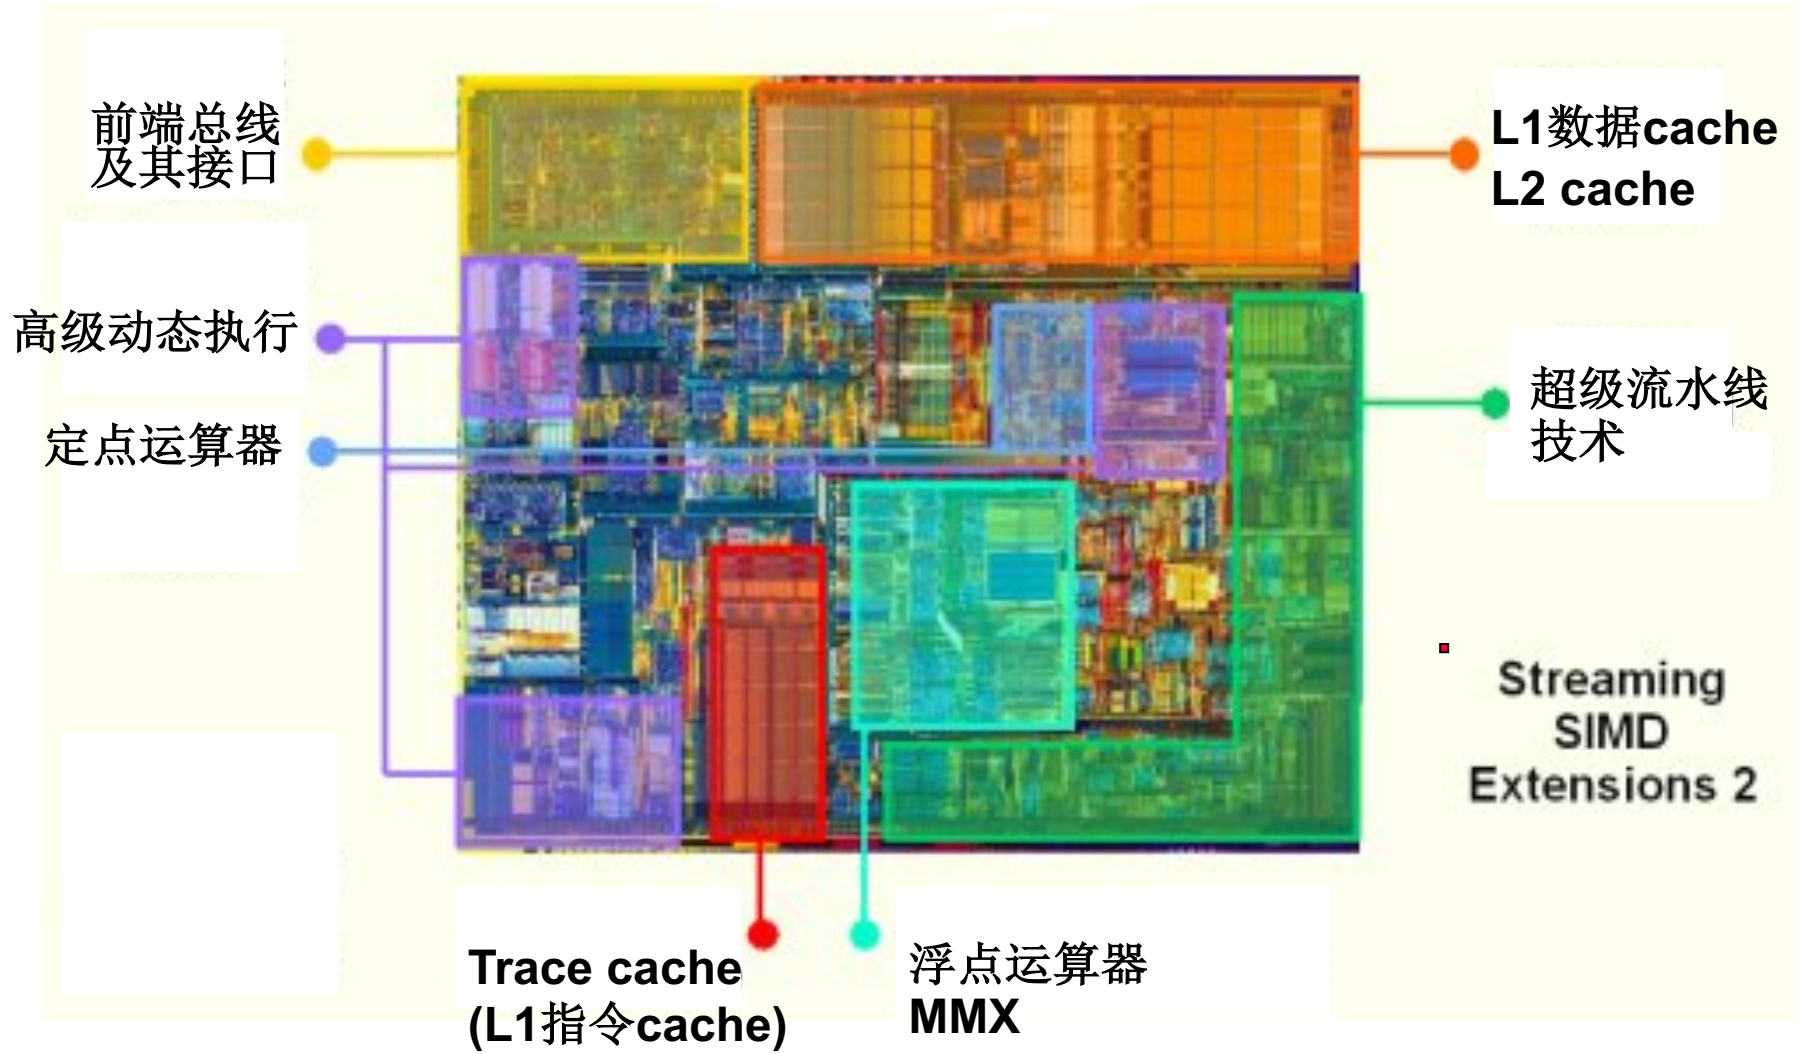 前端总线
及其接口
L1数据cache
L2 cache
高级动态执行
定点运算器
超级流水线
技术
Streaming
SIMD
Extensions 2
Trace cache
(L1指令cache)
浮点运算器
MMX